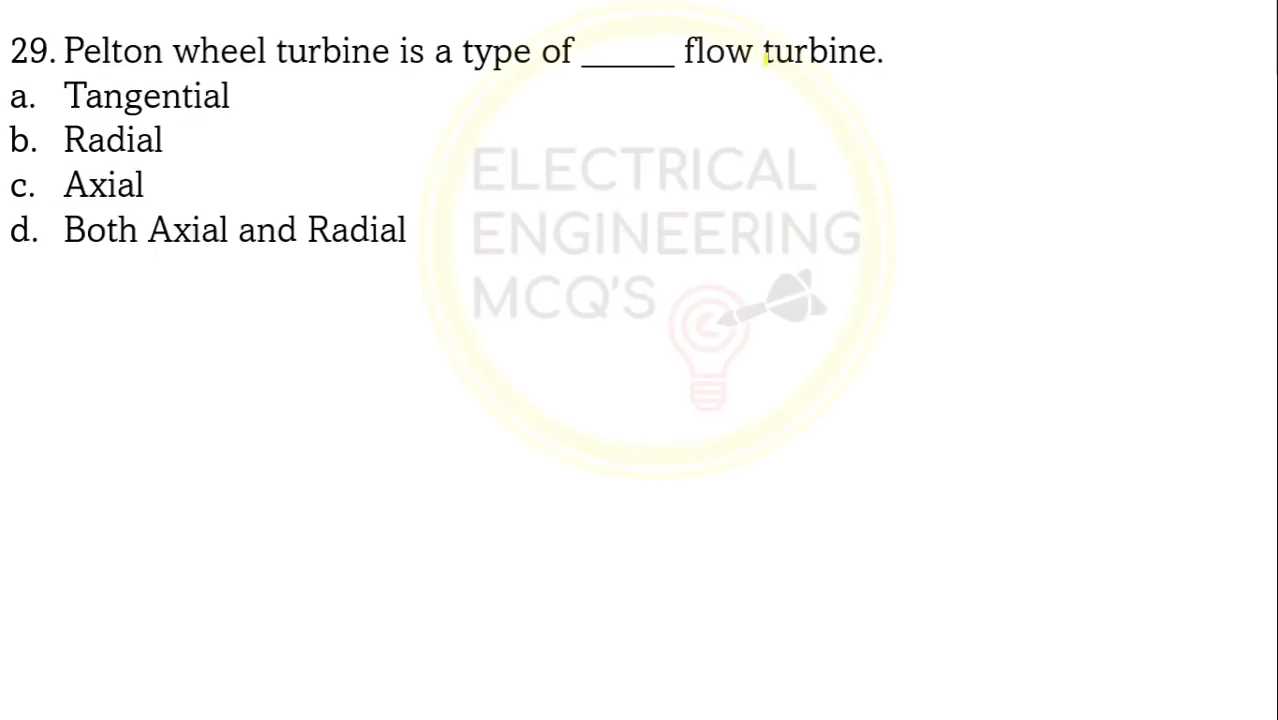 29. Pelton wheel turbine is a type of _____ flow turbine.
a. Tangential
b. Radial
c. Axial
d. Both Axial and Radial
ELECTRICAL
ENGINEERING
MCQ'S